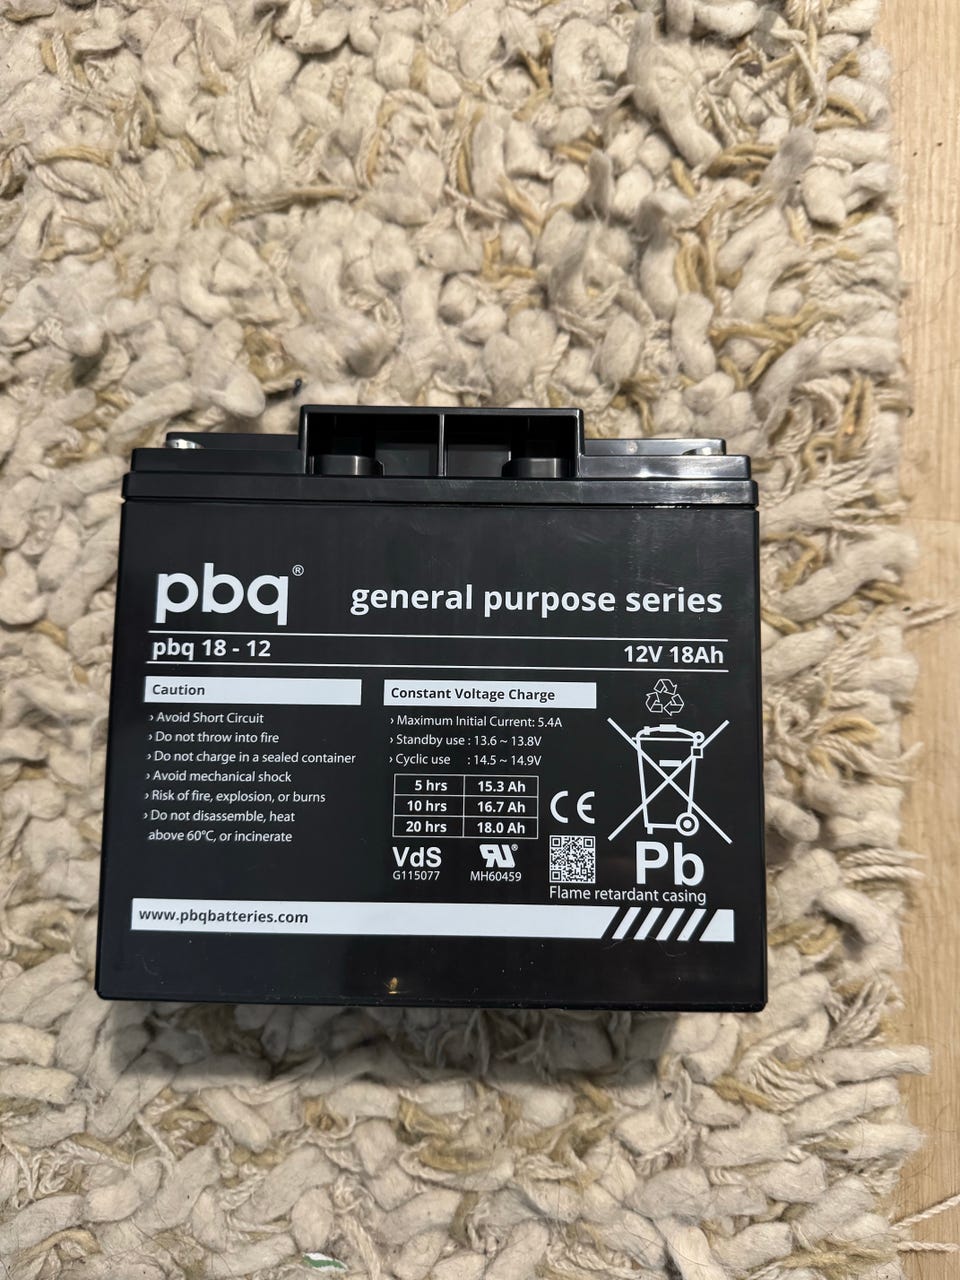 pbq®
general purpose series
pbq 18 - 12
12V 18Ah
Caution
› Avoid Short Circuit
› Do not throw into fire
› Do not charge in a sealed container
› Avoid mechanical shock
› Risk of fire, explosion, or burns
› Do not disassemble, heat
above 60°C, or incinerate
Constant Voltage Charge
› Maximum Initial Current: 5.4A
› Standby use : 13.6 ~ 13.8V
› Cyclic use : 14.5 ~ 14.9V
5 hrs 15.3 Ah
10 hrs 16.7 Ah
20 hrs 18.0 Ah
VdS
G115077
RU®
MH60459
CE
Pb
Flame retardant casing
www.pbqbatteries.com